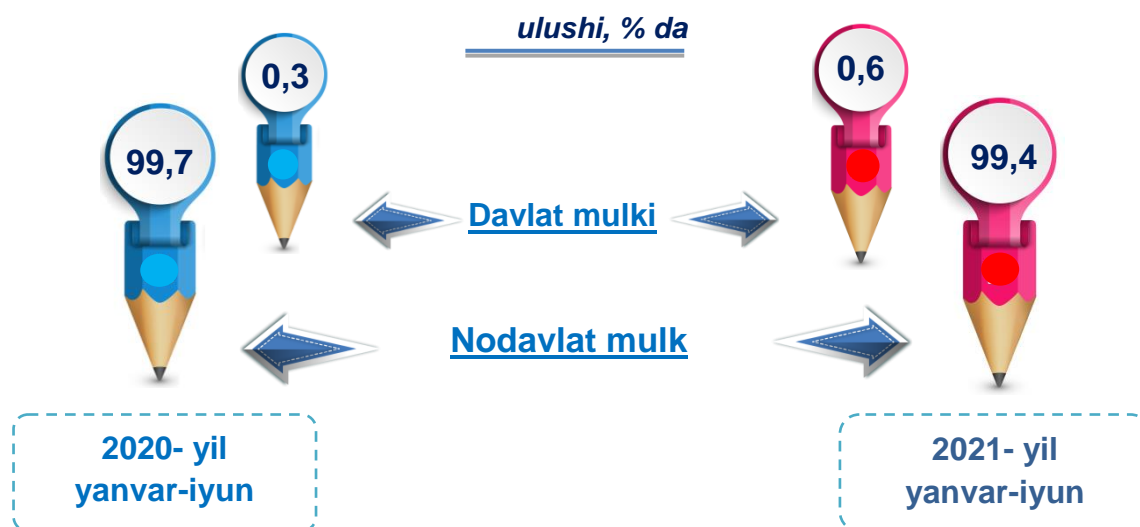 ulushi, % da
0,3
0,6
99,7
99,4
Davlat mulki
Nodavlat mulk
2020- yil
yanvar-iyun
2021- yil
yanvar-iyun